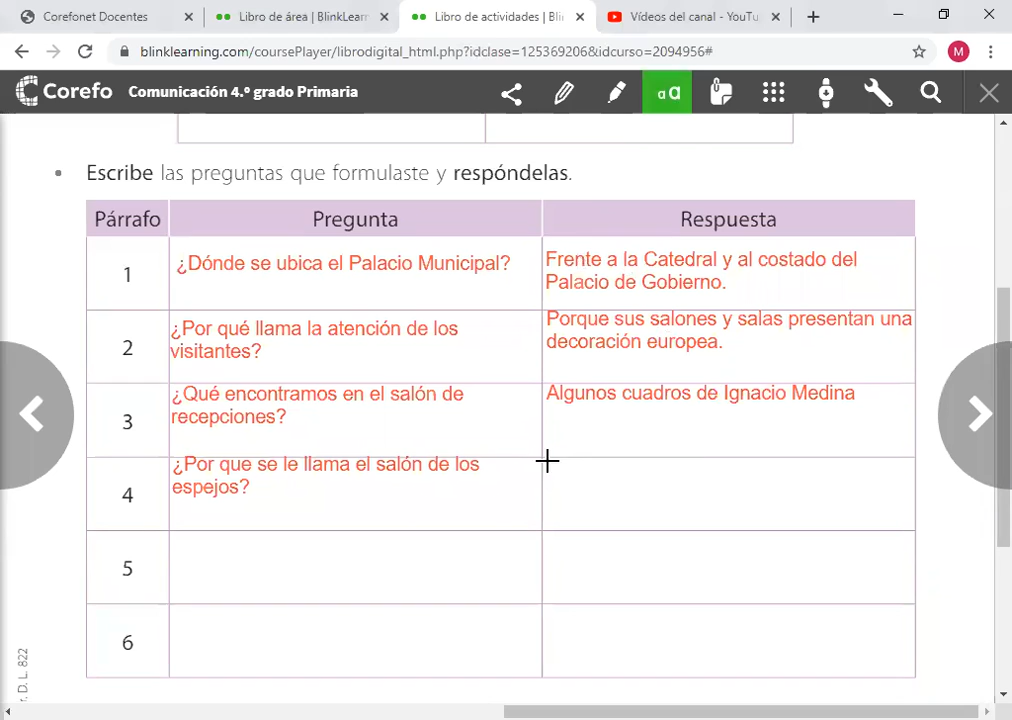 Corefonet Docentes
Libro de área | BlinkLear
Libro de actividades | Bli
Vídeos del canal - YouTu
blinklearning.com/coursePlayer/librodigital_html.php?idclase=125369206&idcurso=2094956#
M
Corefo
Comunicación 4.º grado Primaria
a a
• Escribe las preguntas que formulaste y respóndelas.
Párrafo Pregunta Respuesta
1 ¿Dónde se ubica el Palacio Municipal? Frente a la Catedral y al costado del
Palacio de Gobierno.
2 ¿Por qué llama la atención de los Porque sus salones y salas presentan una
visitantes? decoración europea.
3 ¿Qué encontramos en el salón de Algunos cuadros de Ignacio Medina
recepciones?
4 ¿Por que se le llama el salón de los
espejos?
5
6
r. D. L. 822